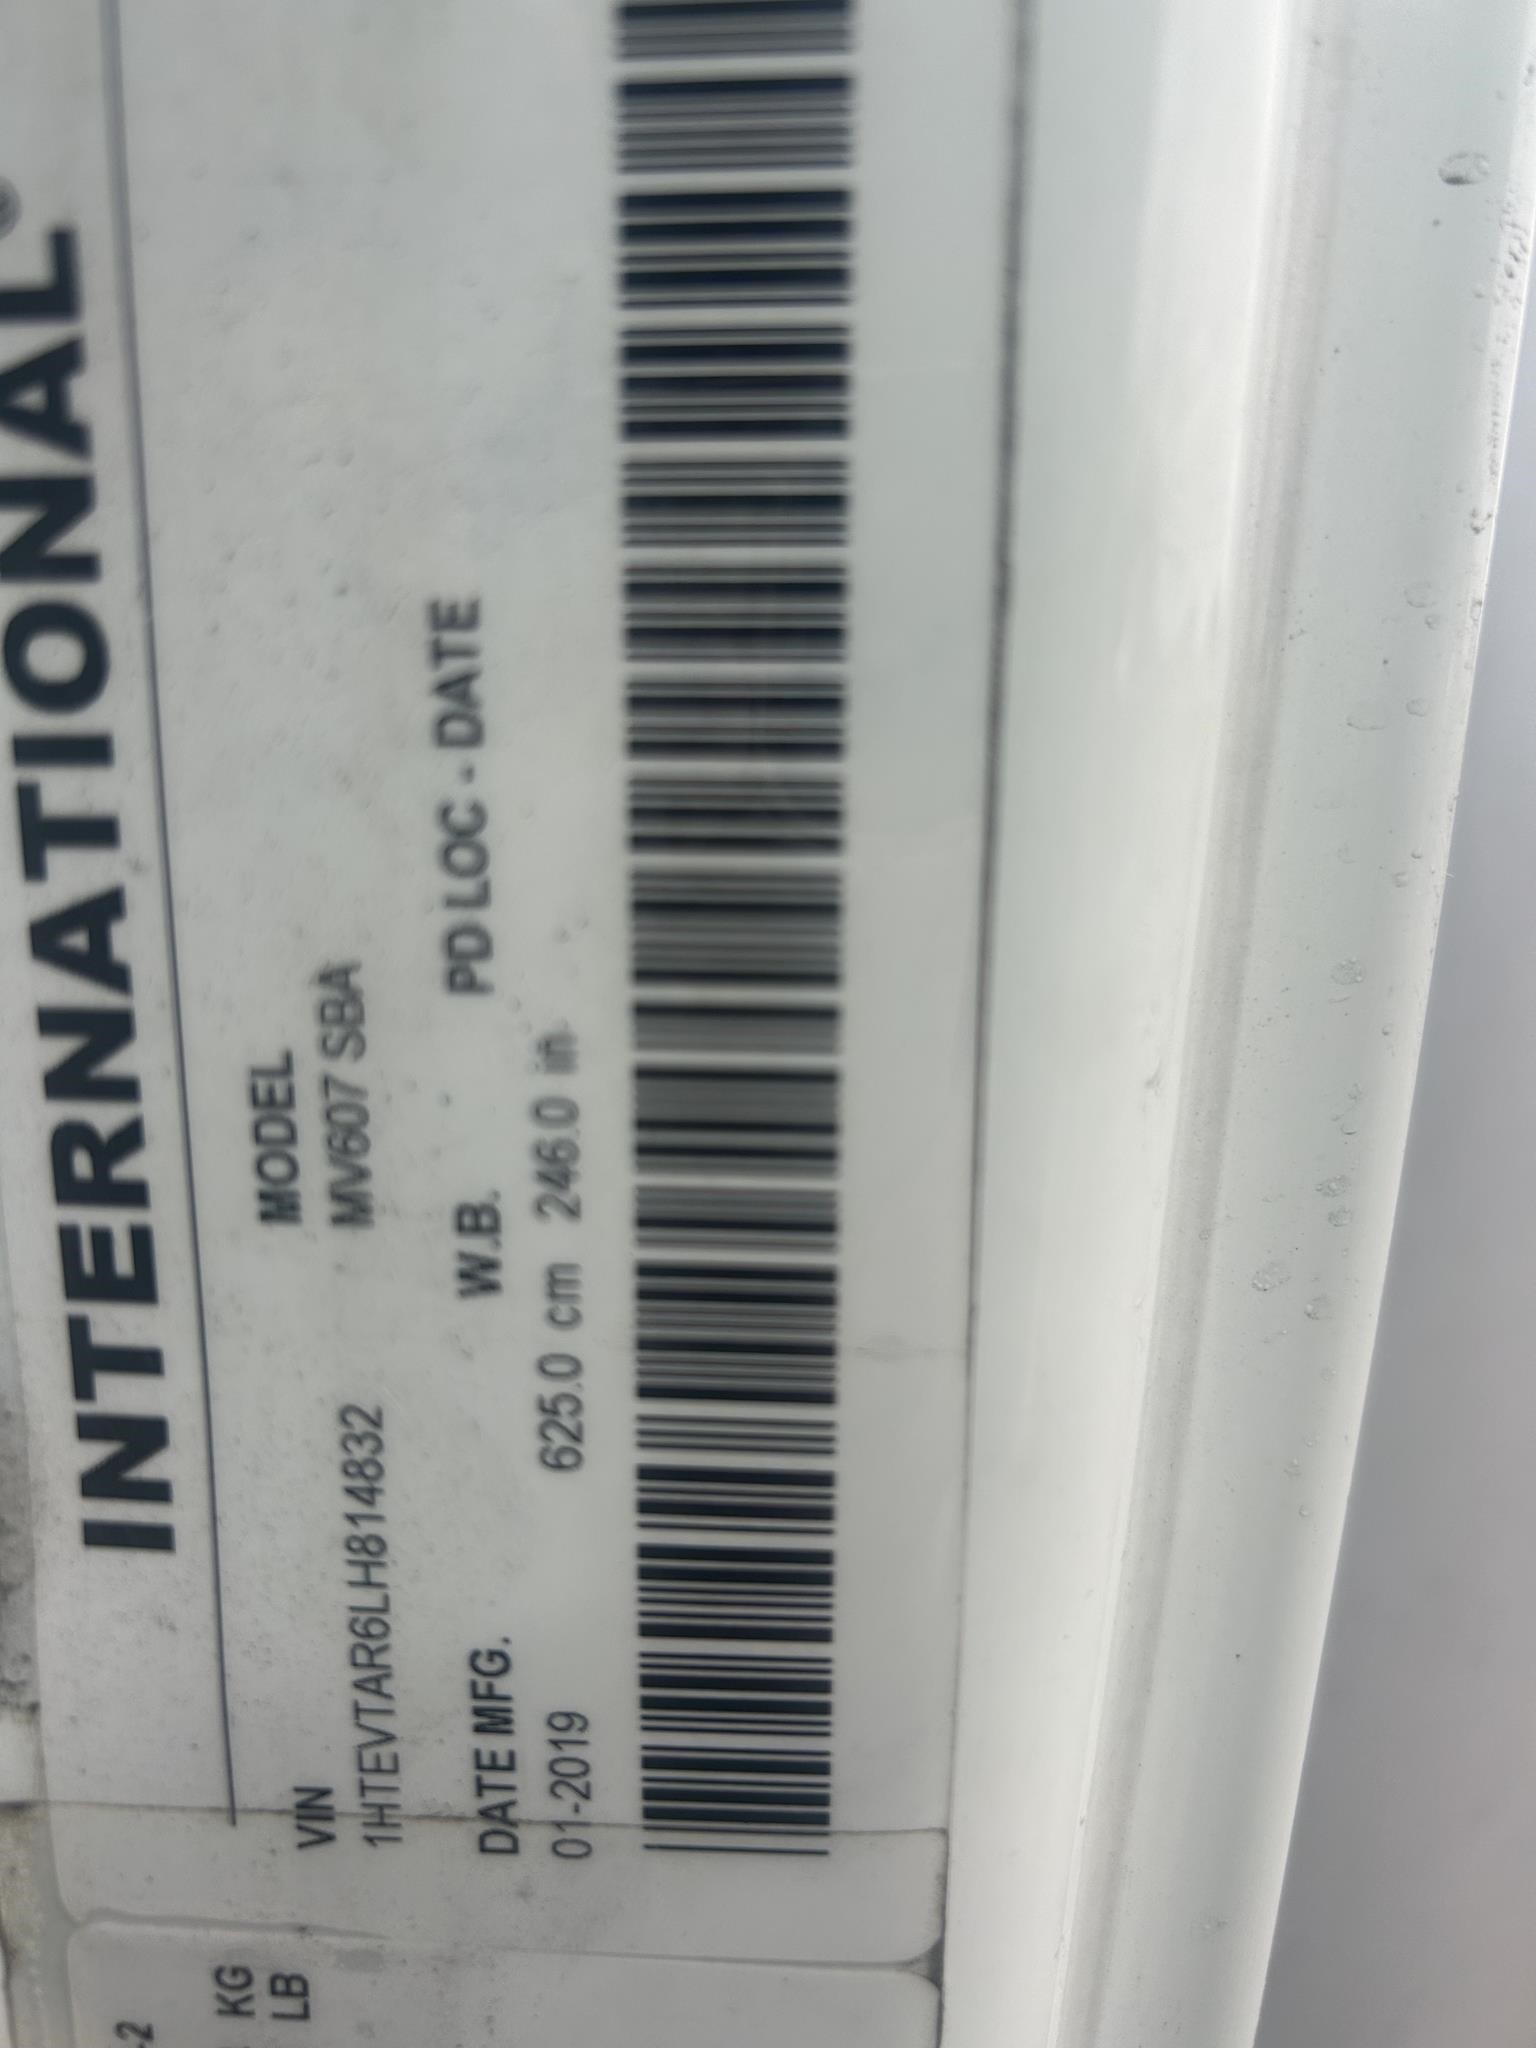 INTERNATIONAL®
VIN MODEL
1HTEVTAR6LH814832 MV607 SBA
DATE MFG. W.B. PD LOC - DATE
01-2019 625.0 cm 246.0 in
-2
KG
LB